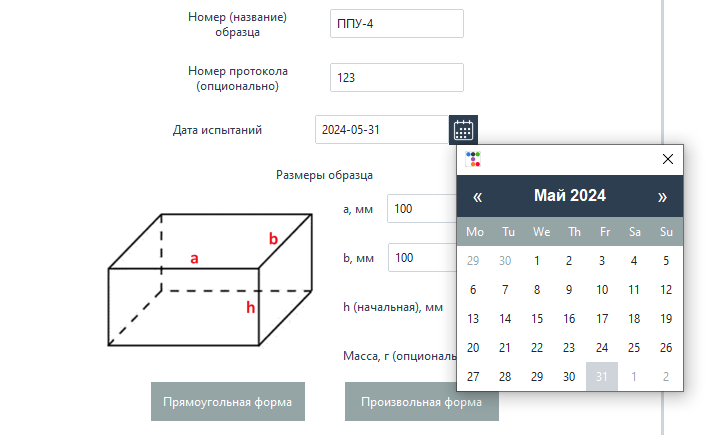 Номер (название)
образца
ППУ-4
Номер протокола
(опционально)
123
Дата испытаний
2024-05-31
Размеры образца
« Май 2024 »
Mo Tu We Th Fr Sa Su
29 30 1 2 3 4 5
6 7 8 9 10 11 12
13 14 15 16 17 18 19
20 21 22 23 24 25 26
27 28 29 30 31 1 2
a, мм
100
b, мм
100
h (начальная), мм
Масса, г
a
b
h
Прямоугольная форма
Произвольная форма